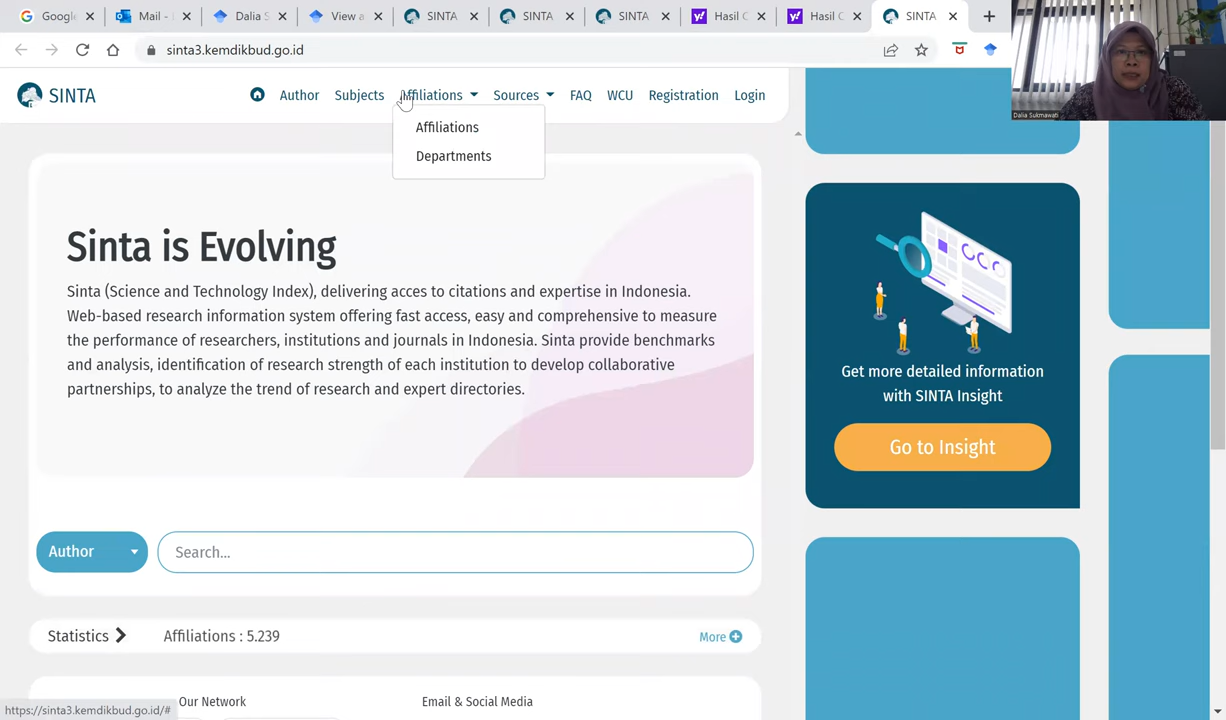 Google
Mail -
Dalia S
View a
SINTA
SINTA
SINTA
Hasil C
Hasil C
SINTA
sinta3.kemdikbud.go.id
Dalia Sukmawati
SINTA
Author
Subjects
Affiliations
Sources
FAQ
WCU
Registration
Login
Affiliations
Departments
Sinta is Evolving
Sinta (Science and Technology Index), delivering acces to citations and expertise in Indonesia.
Web-based research information system offering fast access, easy and comprehensive to measure
the performance of researchers, institutions and journals in Indonesia. Sinta provide benchmarks
and analysis, identification of research strength of each institution to develop collaborative
partnerships, to analyze the trend of research and expert directories.
Get more detailed information
with SINTA Insight
Go to Insight
Author
Search...
Statistics
Affiliations : 5.239
More
Our Network
Email & Social Media
https://sinta3.kemdikbud.go.id/#